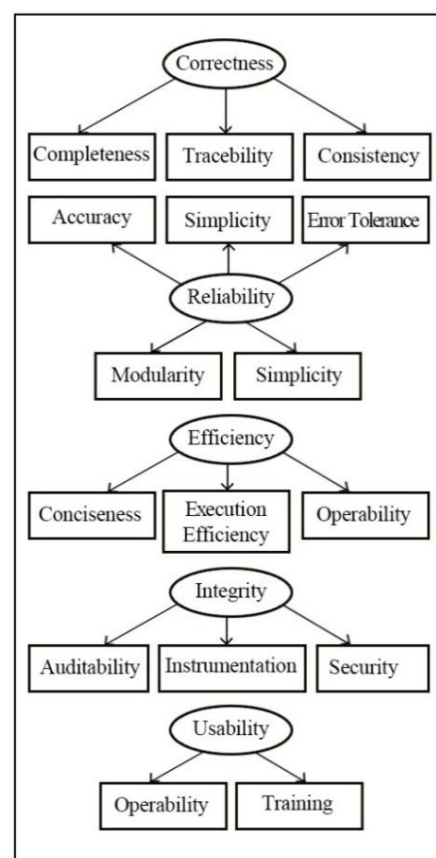 Correctness
Completeness
Tracebility
Consistency
Accuracy
Simplicity
Error Tolerance
Reliability
Modularity
Simplicity
Efficiency
Conciseness
Execution
Efficiency
Operability
Integrity
Auditability
Instrumentation
Security
Usability
Operability
Training